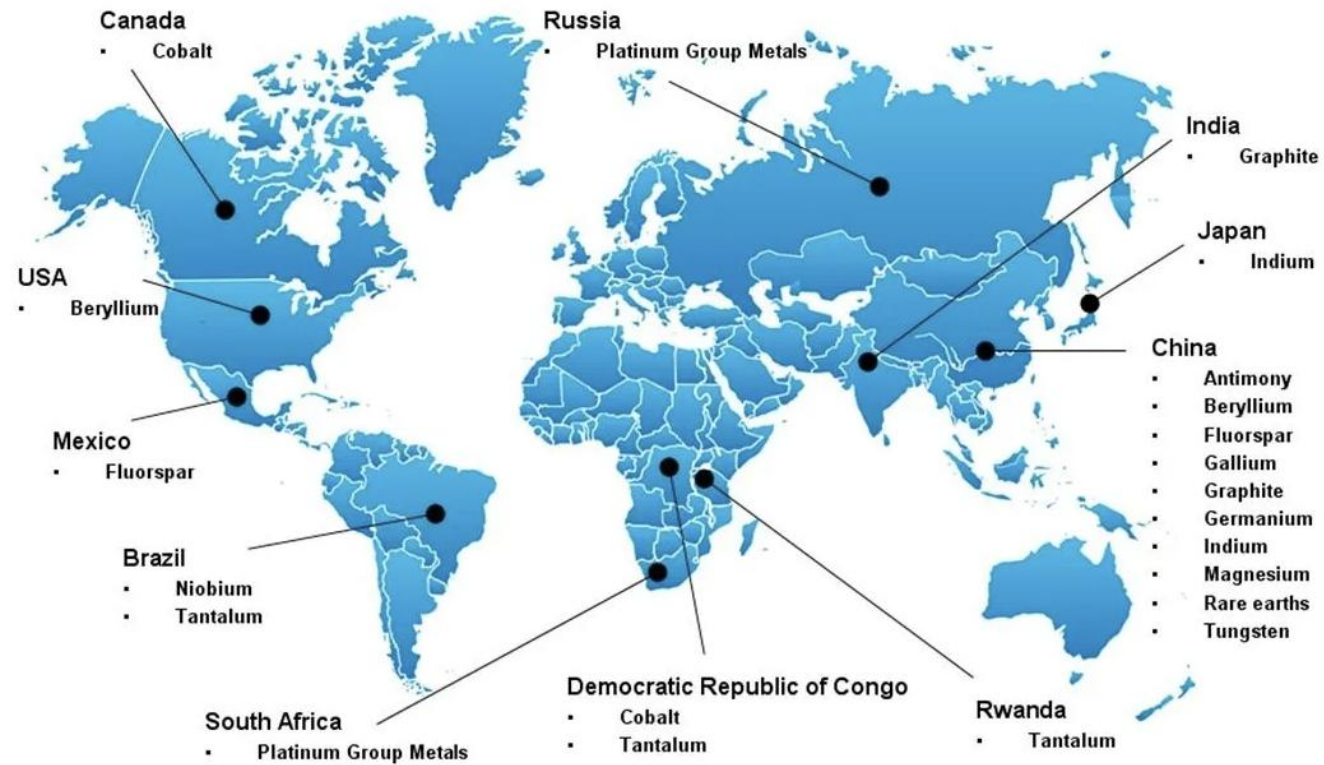 Canada
▪ Cobalt
Russia
▪ Platinum Group Metals
India
▪ Graphite
Japan
▪ Indium
USA
▪ Beryllium
China
▪ Antimony
▪ Beryllium
▪ Fluorspar
▪ Gallium
▪ Graphite
▪ Germanium
▪ Indium
▪ Magnesium
▪ Rare earths
▪ Tungsten
Mexico
▪ Fluorspar
Brazil
▪ Niobium
▪ Tantalum
South Africa
▪ Platinum Group Metals
Democratic Republic of Congo
▪ Cobalt
▪ Tantalum
Rwanda
▪ Tantalum